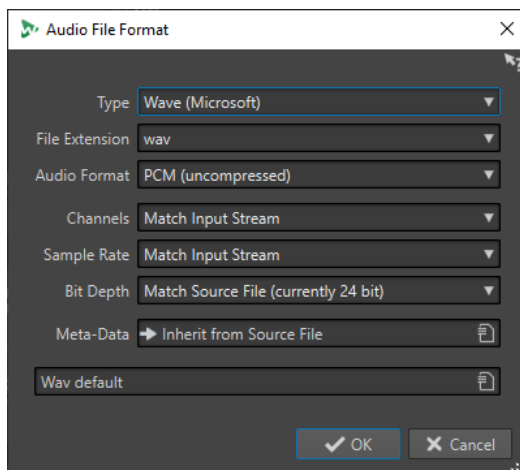 Audio File Format
Type Wave (Microsoft)
File Extension wav
Audio Format PCM (uncompressed)
Channels Match Input Stream
Sample Rate Match Input Stream
Bit Depth Match Source File (currently 24 bit)
Meta-Data Inherit from Source File
Wav default
OK Cancel